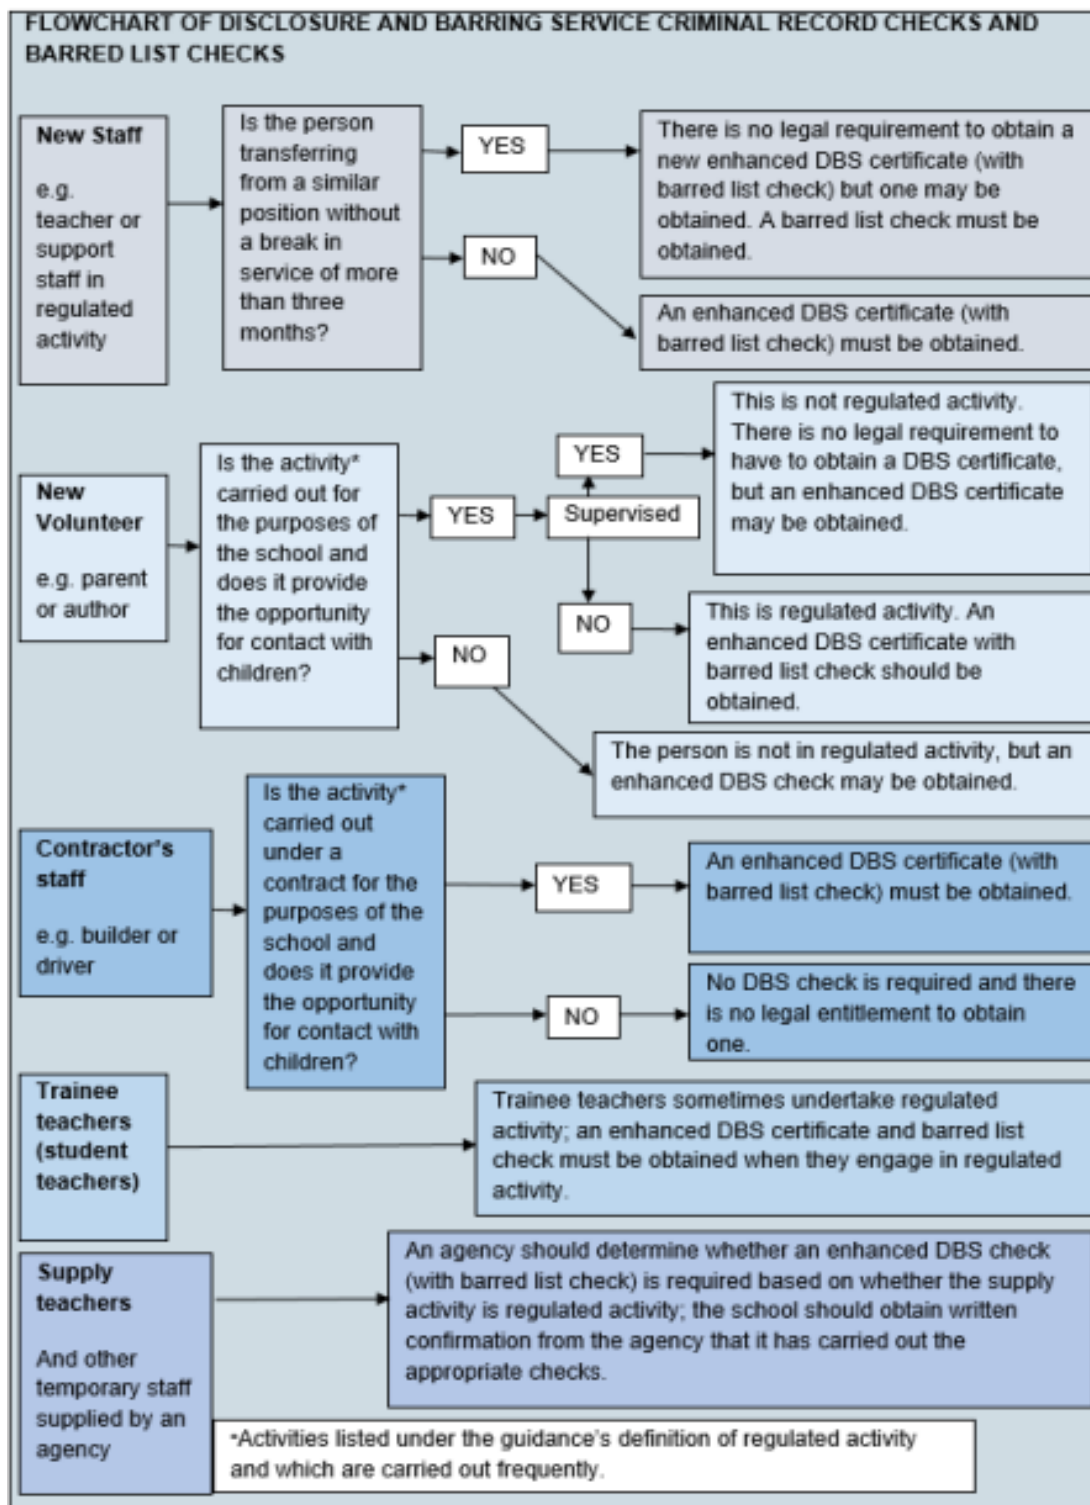 FLOWCHART OF DISCLOSURE AND BARRING SERVICE CRIMINAL RECORD CHECKS AND
BARRED LIST CHECKS
New Staff
e.g.
teacher or
support
staff in
regulated
activity
Is the person
transferring
from a similar
position without
a break in
service of more
than three
months?
YES
There is no legal requirement to obtain a
new enhanced DBS certificate (with
barred list check) but one may be
obtained. A barred list check must be
obtained.
NO
An enhanced DBS certificate (with
barred list check) must be obtained.
New
Volunteer
e.g. parent
or author
Is the activity*
carried out for
the purposes of
the school and
does it provide
the opportunity
for contact with
children?
YES
Supervised
YES
This is not regulated activity.
There is no legal requirement to
have to obtain a DBS certificate,
but an enhanced DBS certificate
may be obtained.
NO
This is regulated activity. An
enhanced DBS certificate with
barred list check should be
obtained.
NO
The person is not in regulated activity, but an
enhanced DBS check may be obtained.
Contractor's
staff
e.g. builder or
driver
Is the activity*
carried out
under a
contract for the
purposes of the
school and
does it provide
the opportunity
for contact with
children?
YES
An enhanced DBS certificate (with
barred list check) must be obtained.
NO
No DBS check is required and there
is no legal entitlement to obtain
one.
Trainee
teachers
(student
teachers)
Trainee teachers sometimes undertake regulated
activity; an enhanced DBS certificate and barred list
check must be obtained when they engage in regulated
activity.
Supply
teachers
And other
temporary staff
supplied by an
agency
An agency should determine whether an enhanced DBS check
(with barred list check) is required based on whether the supply
activity is regulated activity; the school should obtain written
confirmation from the agency that it has carried out the
appropriate checks.
*Activities listed under the guidance's definition of regulated activity
and which are carried out frequently.